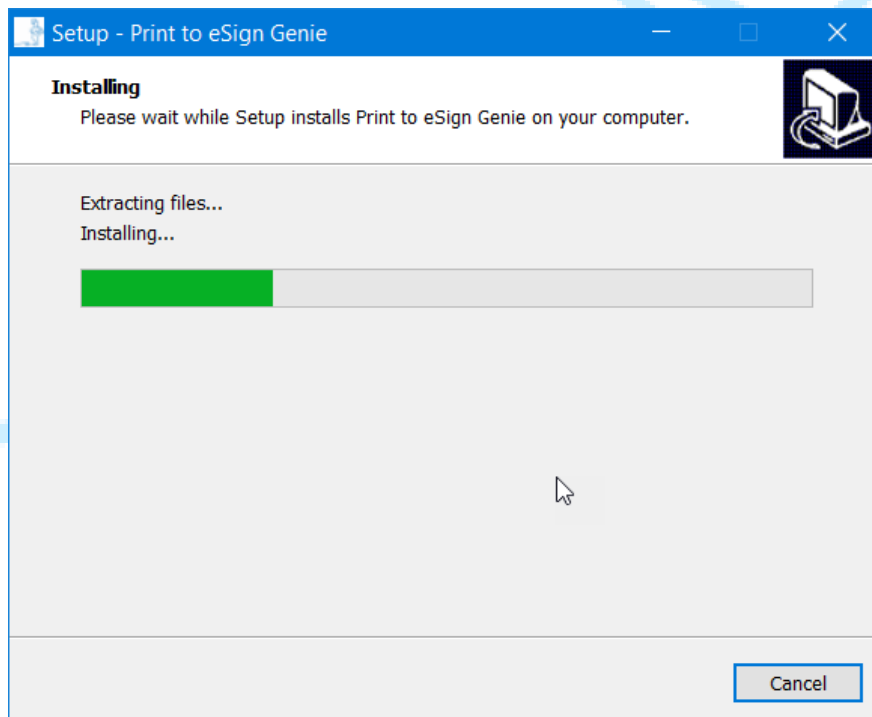 Setup - Print to eSign Genie
Installing
Please wait while Setup installs Print to eSign Genie on your computer.
Extracting files...
Installing...
Cancel